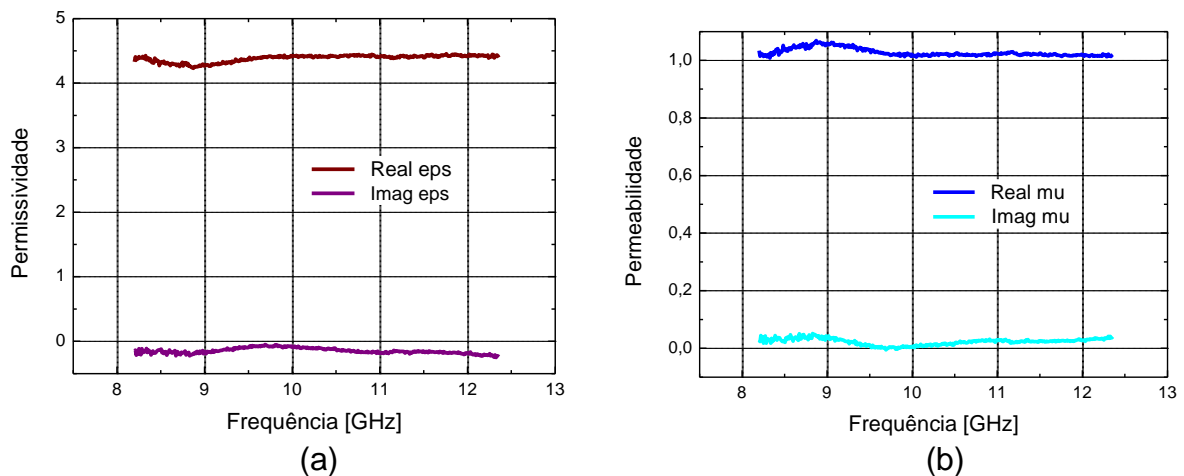 5
4
3
2
1
0
Permissividade
Real eps
Imag eps
8
9
10
11
12
13
Frequência [GHz]
(a)
1,0
0,8
0,6
0,4
0,2
0,0
Permeabilidade
Real mu
Imag mu
8
9
10
11
12
13
Frequência [GHz]
(b)